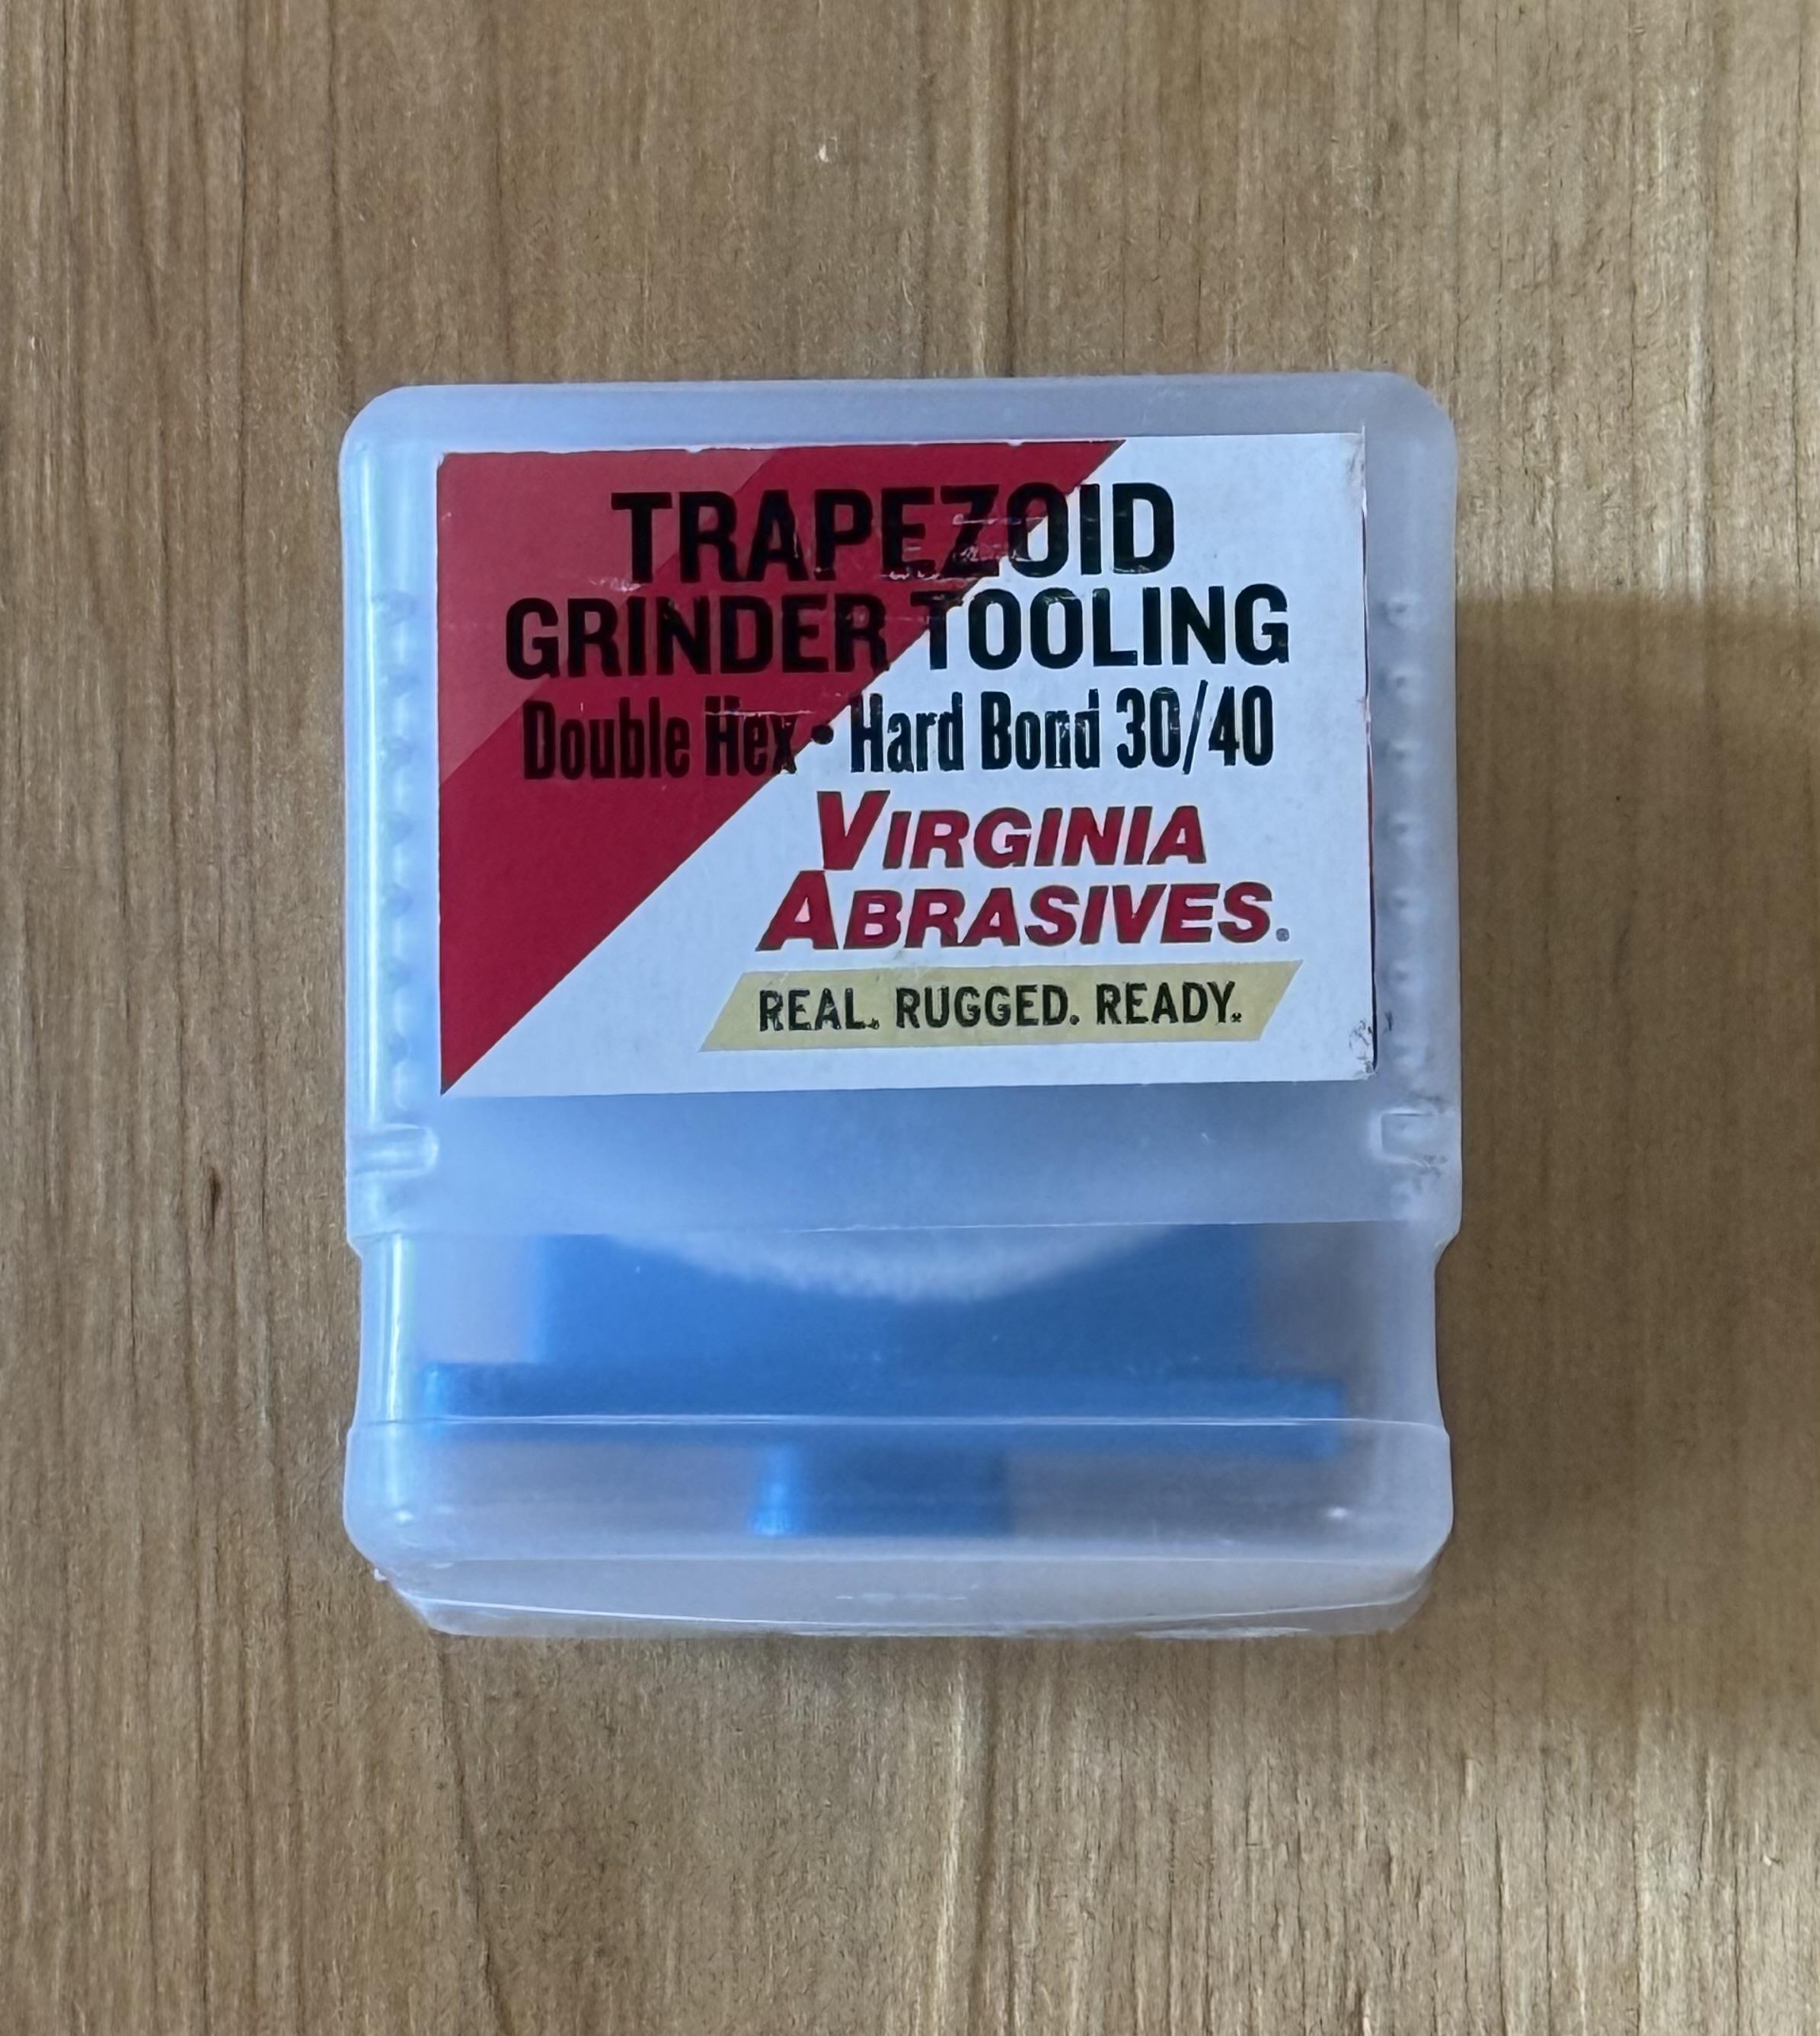 TRAPEZOID
GRINDER TOOLING
Double Hex • Hard Bond 30/40
VIRGINIA
ABRASIVES.
REAL. RUGGED. READY.